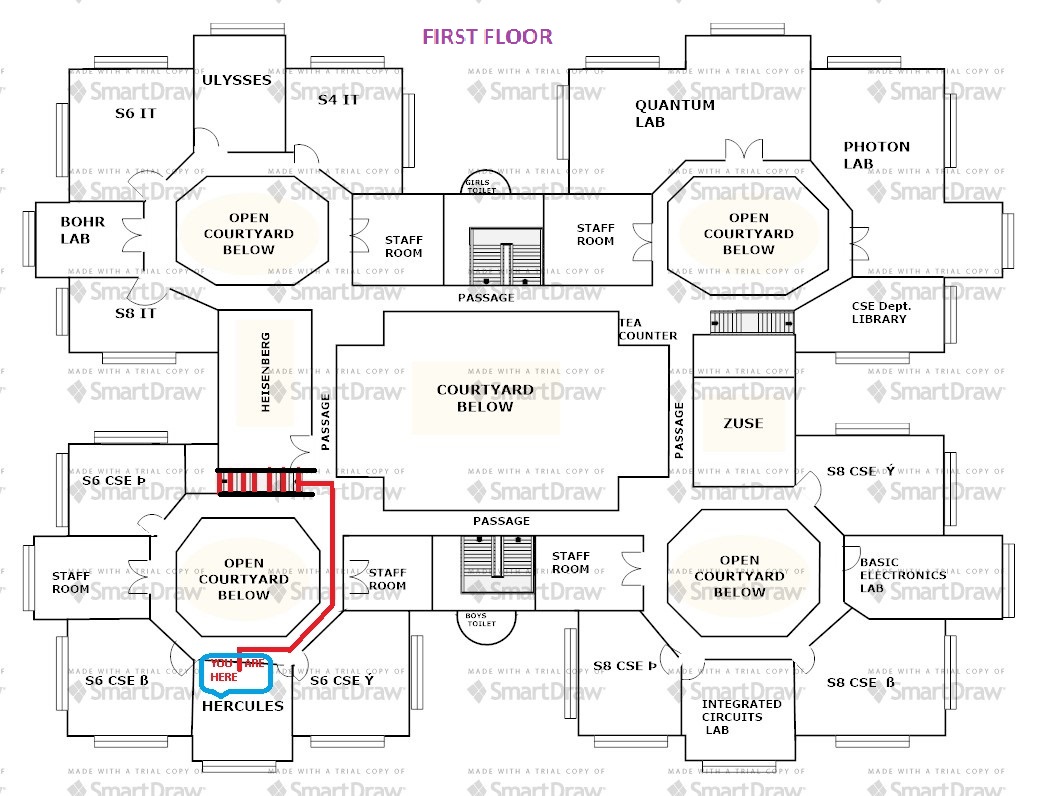 FIRST FLOOR
ULYSSES
S6 IT
S4 IT
QUANTUM
LAB
PHOTON
LAB
GIRLS
TOILET
BOHR
LAB
OPEN
COURTYARD
BELOW
STAFF
ROOM
STAFF
ROOM
OPEN
COURTYARD
BELOW
PASSAGE
S8 IT
CSE Dept.
LIBRARY
TEA
COUNTER
HEISENBERG
PASSAGE
COURTYARD
BELOW
PASSAGE
ZUSE
S6 CSE Þ
S8 CSE Ý
PASSAGE
STAFF
ROOM
OPEN
COURTYARD
BELOW
STAFF
ROOM
STAFF
ROOM
OPEN
COURTYARD
BELOW
BASIC
ELECTRONICS
LAB
BOYS
TOILET
YOU ARE
HERE
S6 CSE ß
HERCULES
S6 CSE Ý
S8 CSE Þ
INTEGRATED
CIRCUITS
LAB
S8 CSE ß
MADE WITH A TRIAL COPY OF
SmartDraw